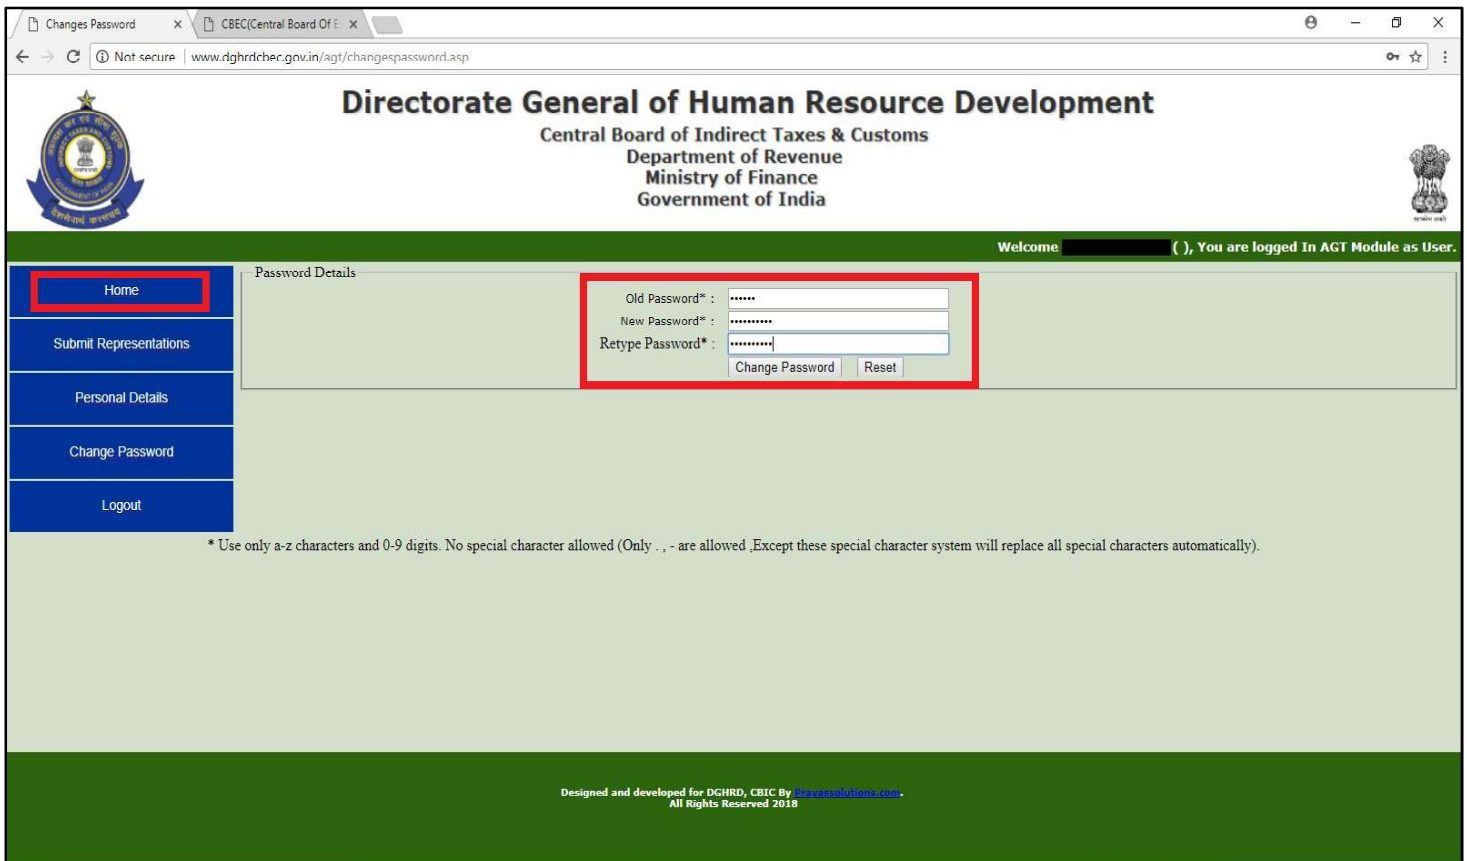 Changes Password
CBEC(Central Board Of E
Not secure
www.dghrdcbec.gov.in/agt/changespassword.asp
Directorate General of Human Resource Development
Central Board of Indirect Taxes & Customs
Department of Revenue
Ministry of Finance
Government of India
Welcome ( ), You are logged In AGT Module as User.
Home
Submit Representations
Personal Details
Change Password
Logout
Password Details
Old Password* : ••••••
New Password* : ••••••••••
Retype Password* : ••••••••••
Change Password Reset
* Use only a-z characters and 0-9 digits. No special character allowed (Only . , - are allowed ,Except these special character system will replace all special characters automatically).
Designed and developed for DGHRD, CBIC By Prayassolutions.com.
All Rights Reserved 2018